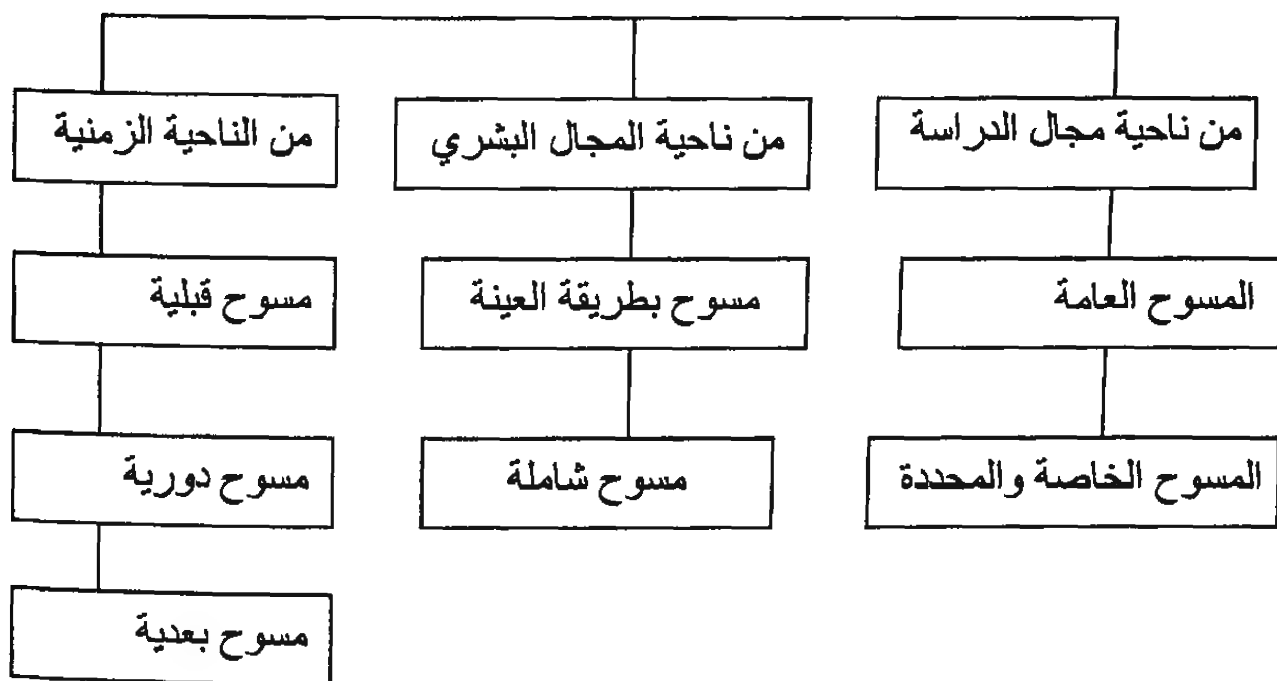 من ناحية مجال الدراسة
من ناحية المجال البشري
من الناحية الزمنية
المسوح العامة
مسوح بطريقة العينة
مسوح قبلية
المسوح الخاصة والمحددة
مسوح شاملة
مسوح دورية
مسوح بعدية